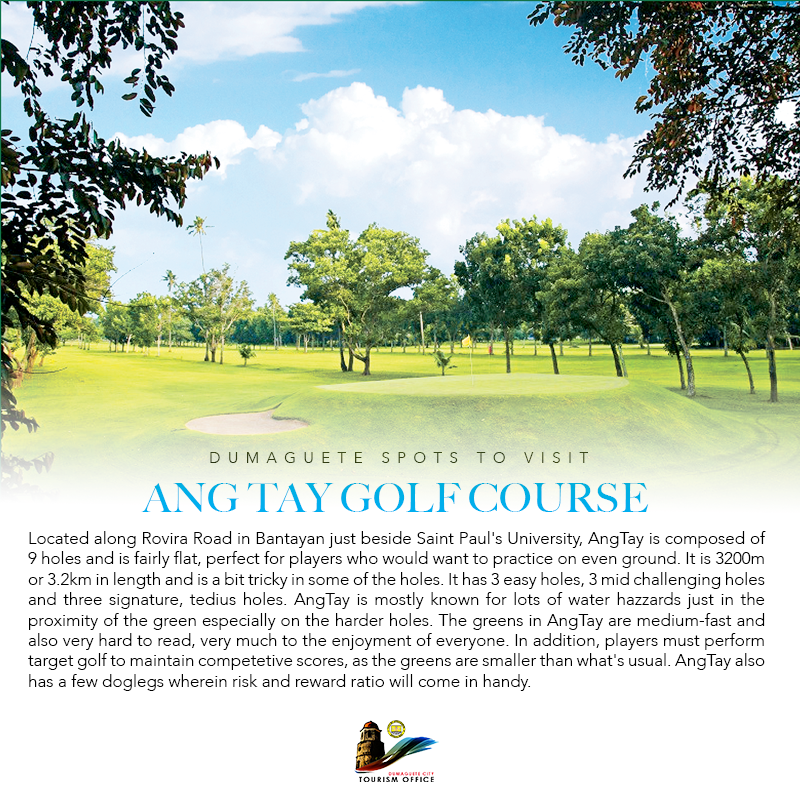 DUMAGUETE SPOTS TO VISIT
ANG TAY GOLF COURSE
Located along Rovira Road in Bantayan just beside Saint Paul's University, AngTay is composed of
9 holes and is fairly flat, perfect for players who would want to practice on even ground. It is 3200m
or 3.2km in length and is a bit tricky in some of the holes. It has 3 easy holes, 3 mid challenging holes
and three signature, tedius holes. AngTay is mostly known for lots of water hazzards just in the
proximity of the green especially on the harder holes. The greens in AngTay are medium-fast and
also very hard to read, very much to the enjoyment of everyone. In addition, players must perform
target golf to maintain competetive scores, as the greens are smaller than what's usual. AngTay also
has a few doglegs wherein risk and reward ratio will come in handy.
DUMAGUETE CITY
TOURISM OFFICE